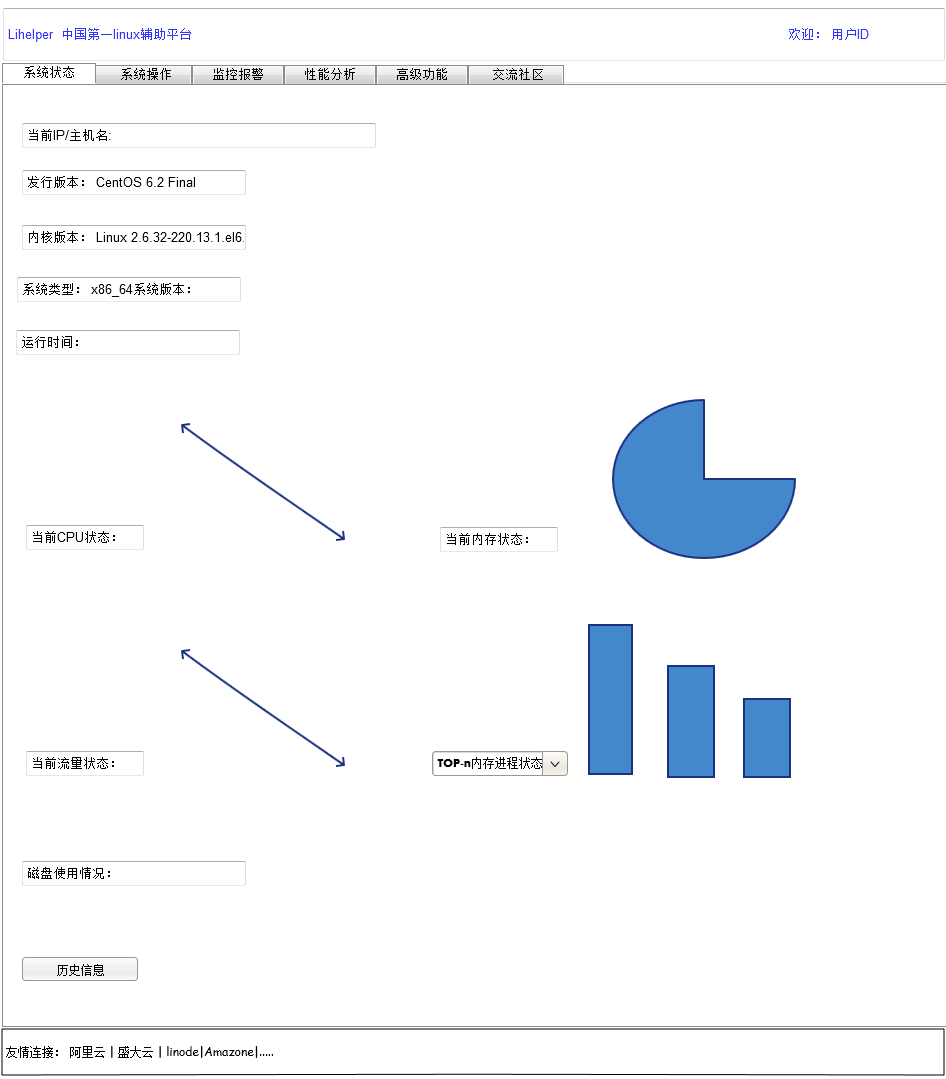 Lihelper 中国第一linux辅助平台 欢迎： 用户ID
系统状态 系统操作 监控报警 性能分析 高级功能 交流社区
当前IP/主机名:
发行版本： CentOS 6.2 Final
内核版本： Linux 2.6.32-220.13.1.el6.
系统类型： x86_64系统版本：
运行时间：
当前CPU状态： 当前内存状态：
当前流量状态： TOP-n内存进程状态
磁盘使用情况：
历史信息
友情连接： 阿里云 | 盛大云 | linode|Amazone|.....